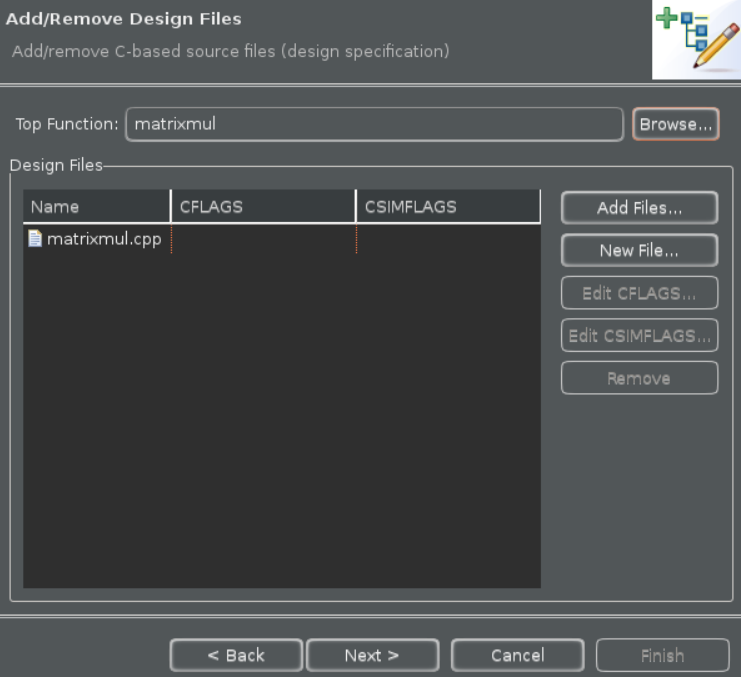 Add/Remove Design Files
Add/remove C-based source files (design specification)
Top Function: matrixmul Browse...
Design Files
Name CFLAGS CSIMFLAGS
matrixmul.cpp
Add Files...
New File...
Edit CFLAGS...
Edit CSIMFLAGS...
Remove
< Back Next > Cancel Finish